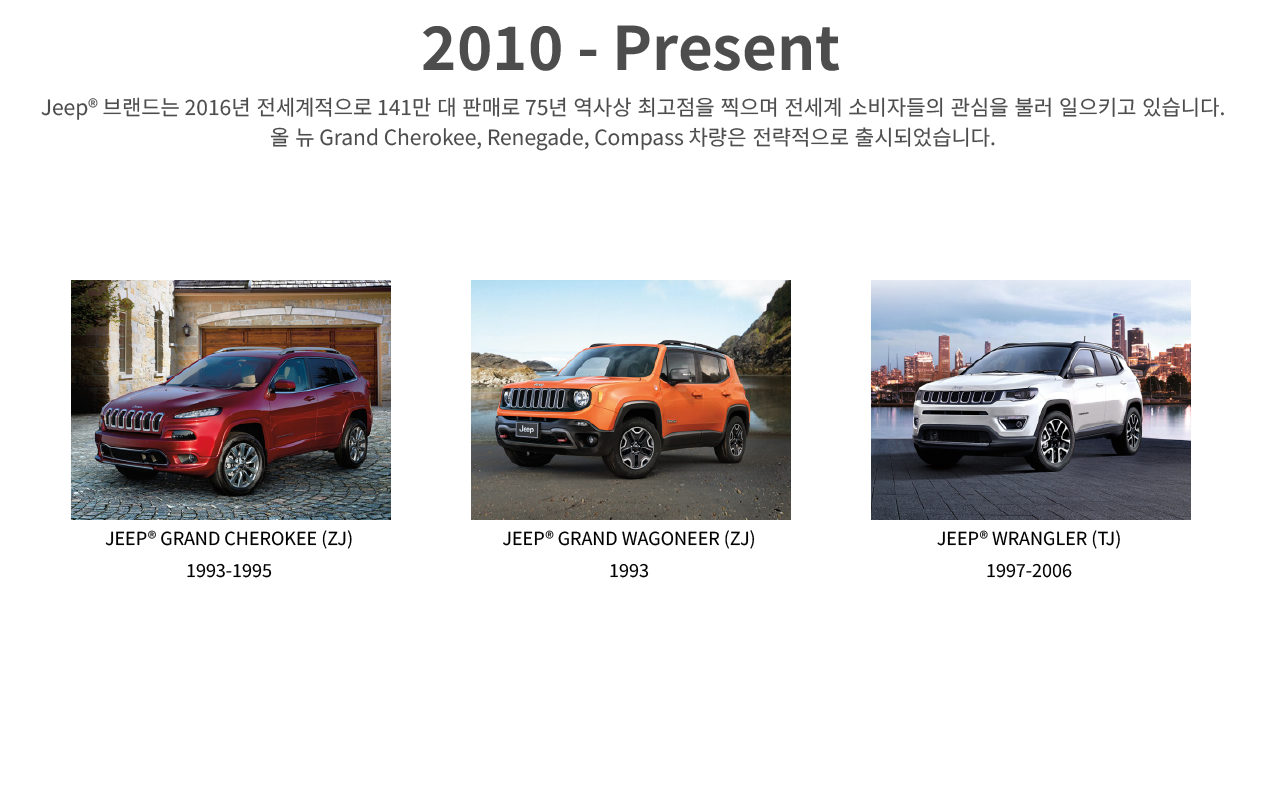 2010 - Present
Jeep® 브랜드는 2016년 전세계적으로 141만 대 판매로 75년 역사상 최고점을 찍으며 전세계 소비자들의 관심을 불러 일으키고 있습니다.
올 뉴 Grand Cherokee, Renegade, Compass 차량은 전략적으로 출시되었습니다.
Jeep
JEEP® GRAND CHEROKEE (ZJ)
JEEP® GRAND WAGONEER (ZJ)
JEEP® WRANGLER (TJ)
1993-1995
1993
1997-2006